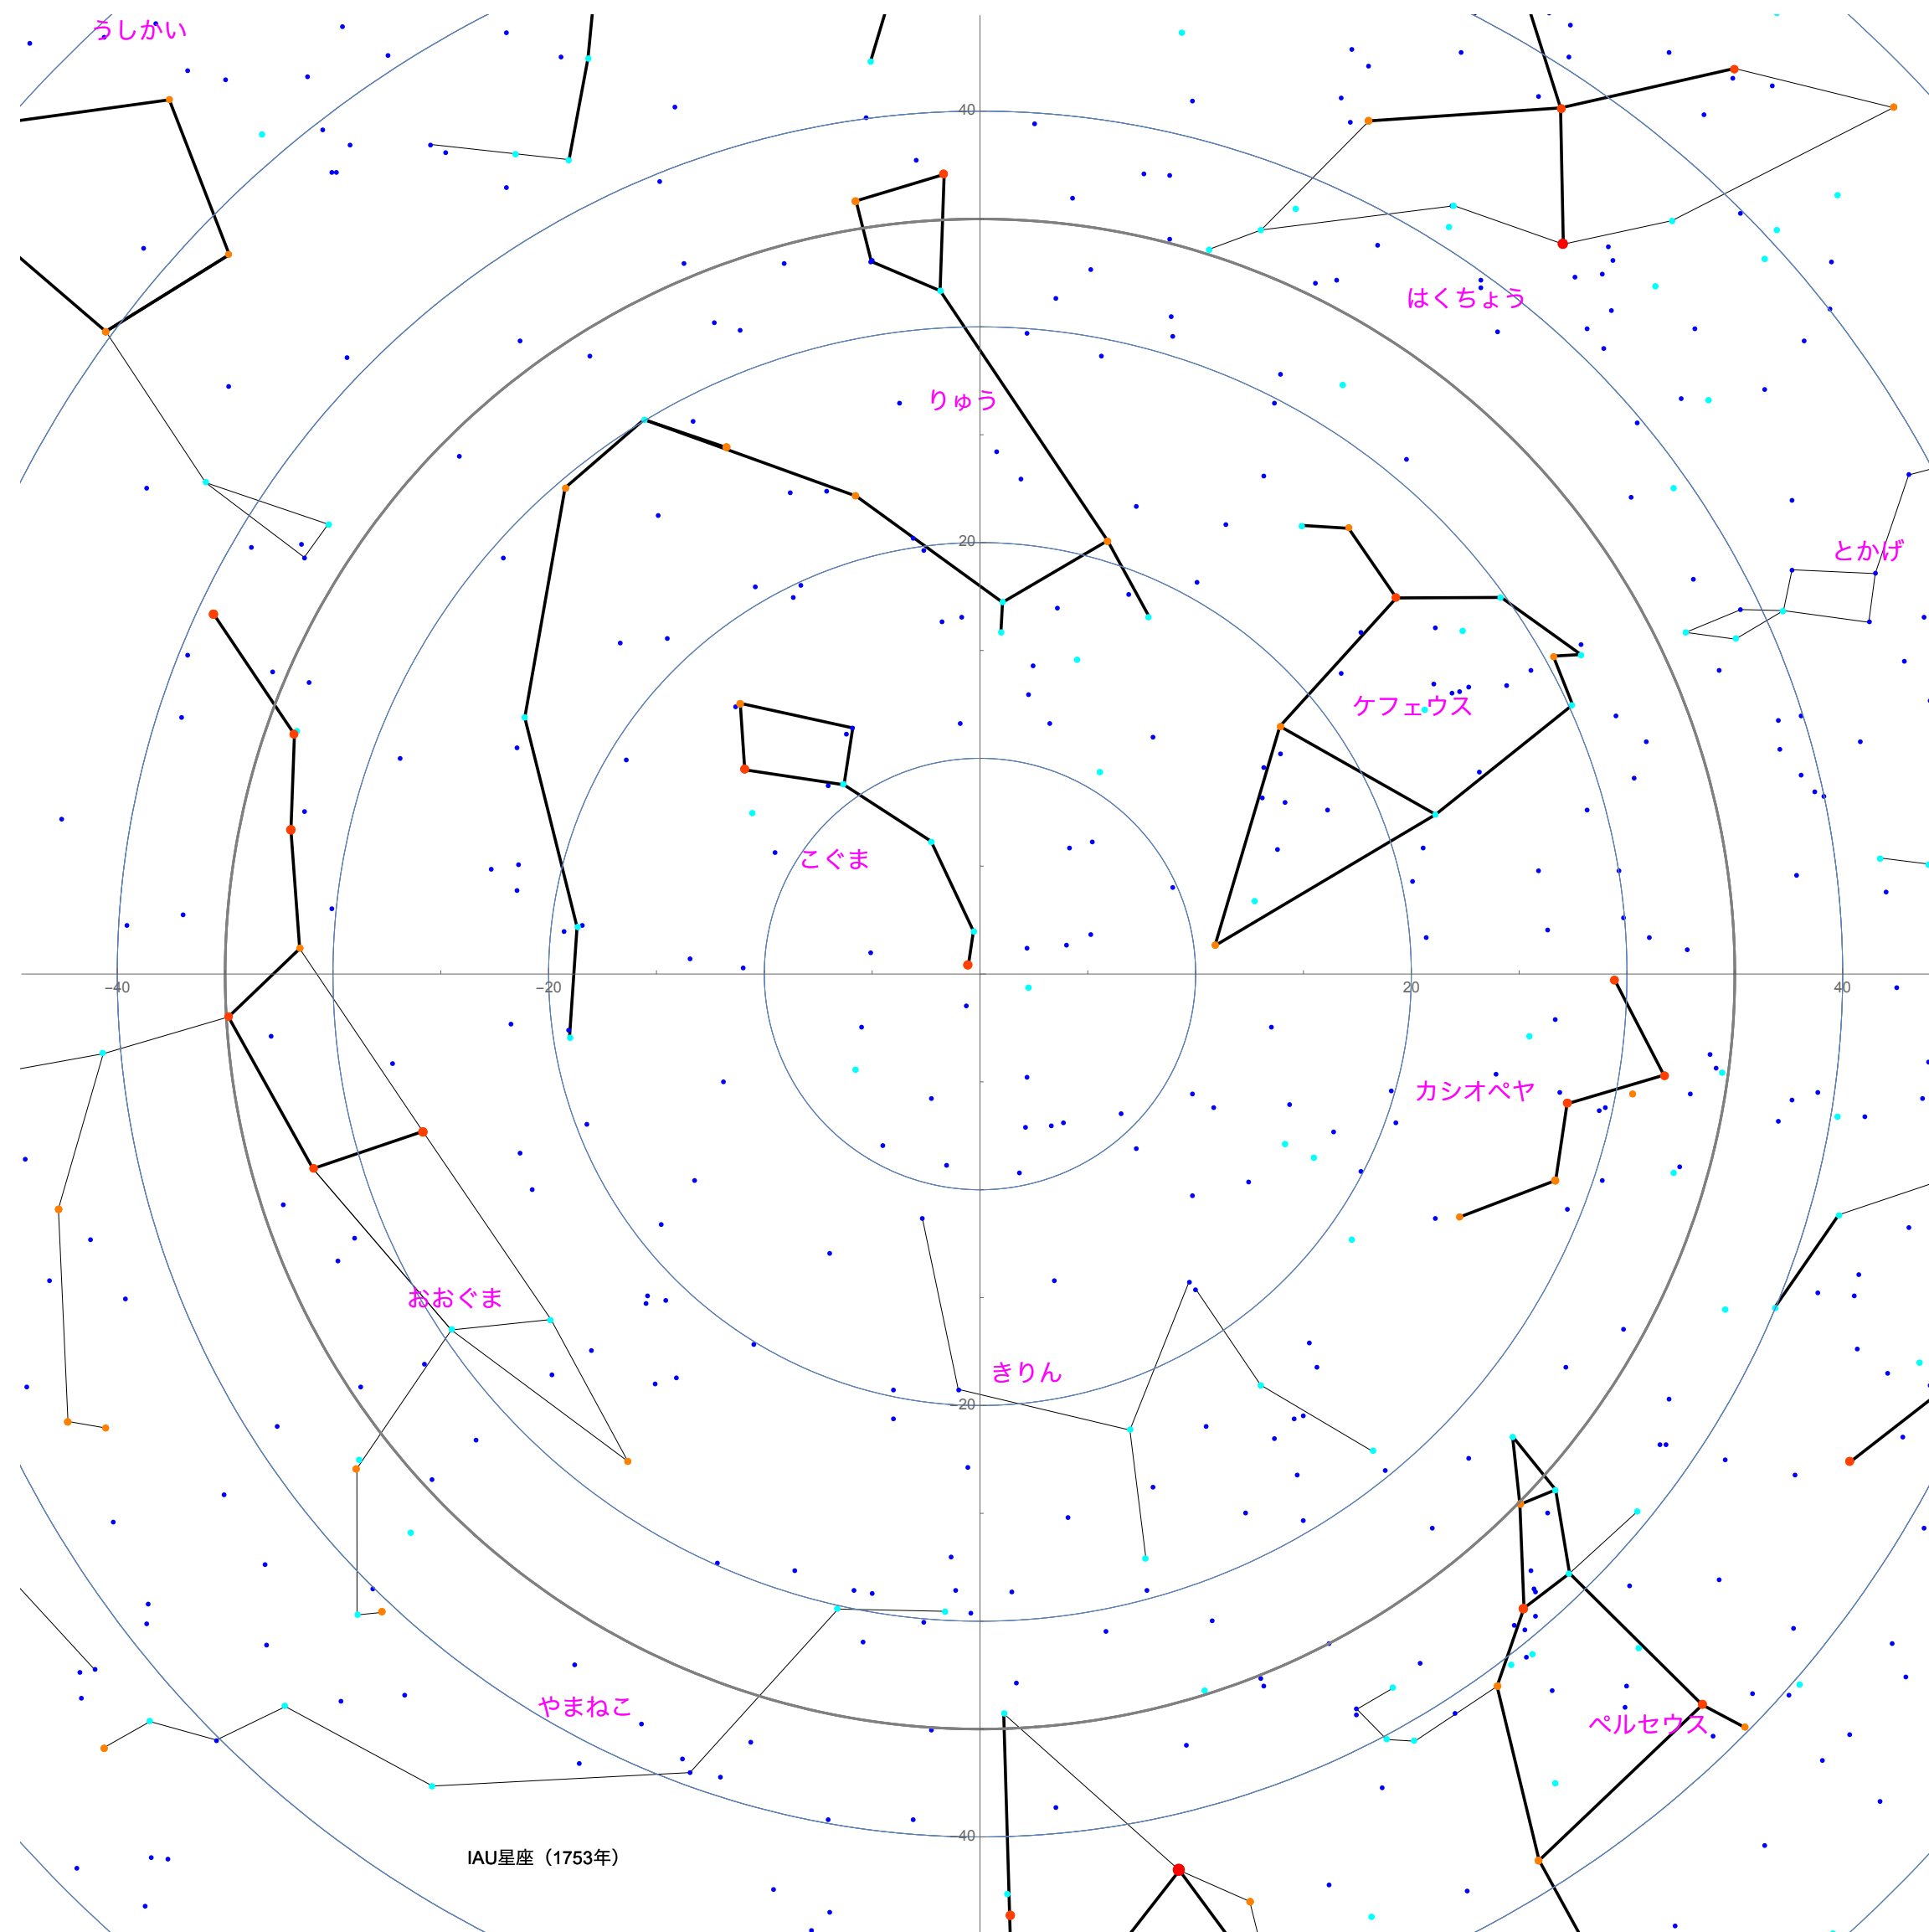 うしかい
40
はくちょう
りゅう
20
とかげ
ケフェウス
こぐま
−40
−20
20
40
カシオペヤ
おおぐま
きりん
−20
やまねこ
ペルセウス
−40
IAU星座（1753年）